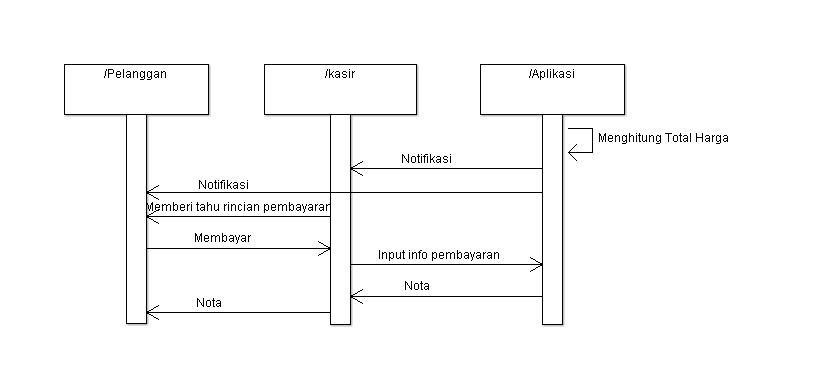 /Pelanggan
/kasir
/Aplikasi
Menghitung Total Harga
Notifikasi
Notifikasi
Memberi tahu rincian pembayaran
Membayar
Input info pembayaran
Nota
Nota